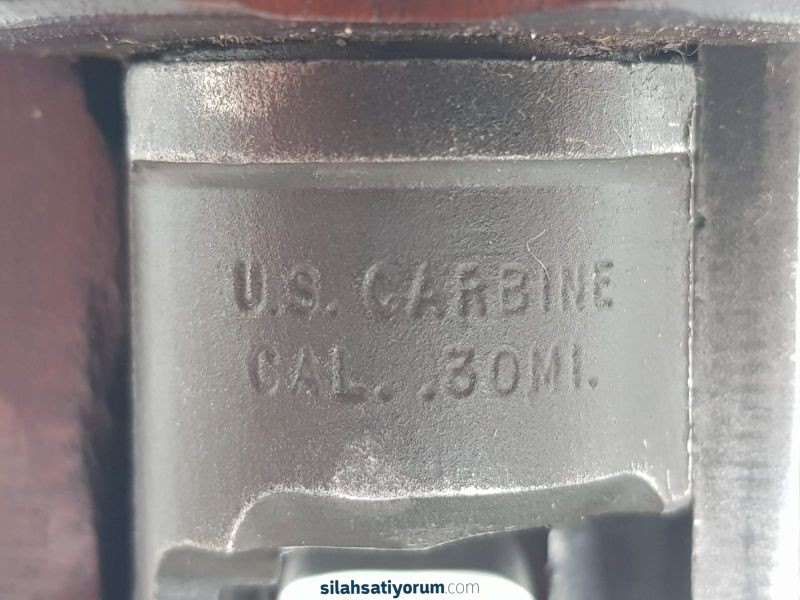 U.S. CARBINE
CAL. .30M1.
silahsatiyorum.com